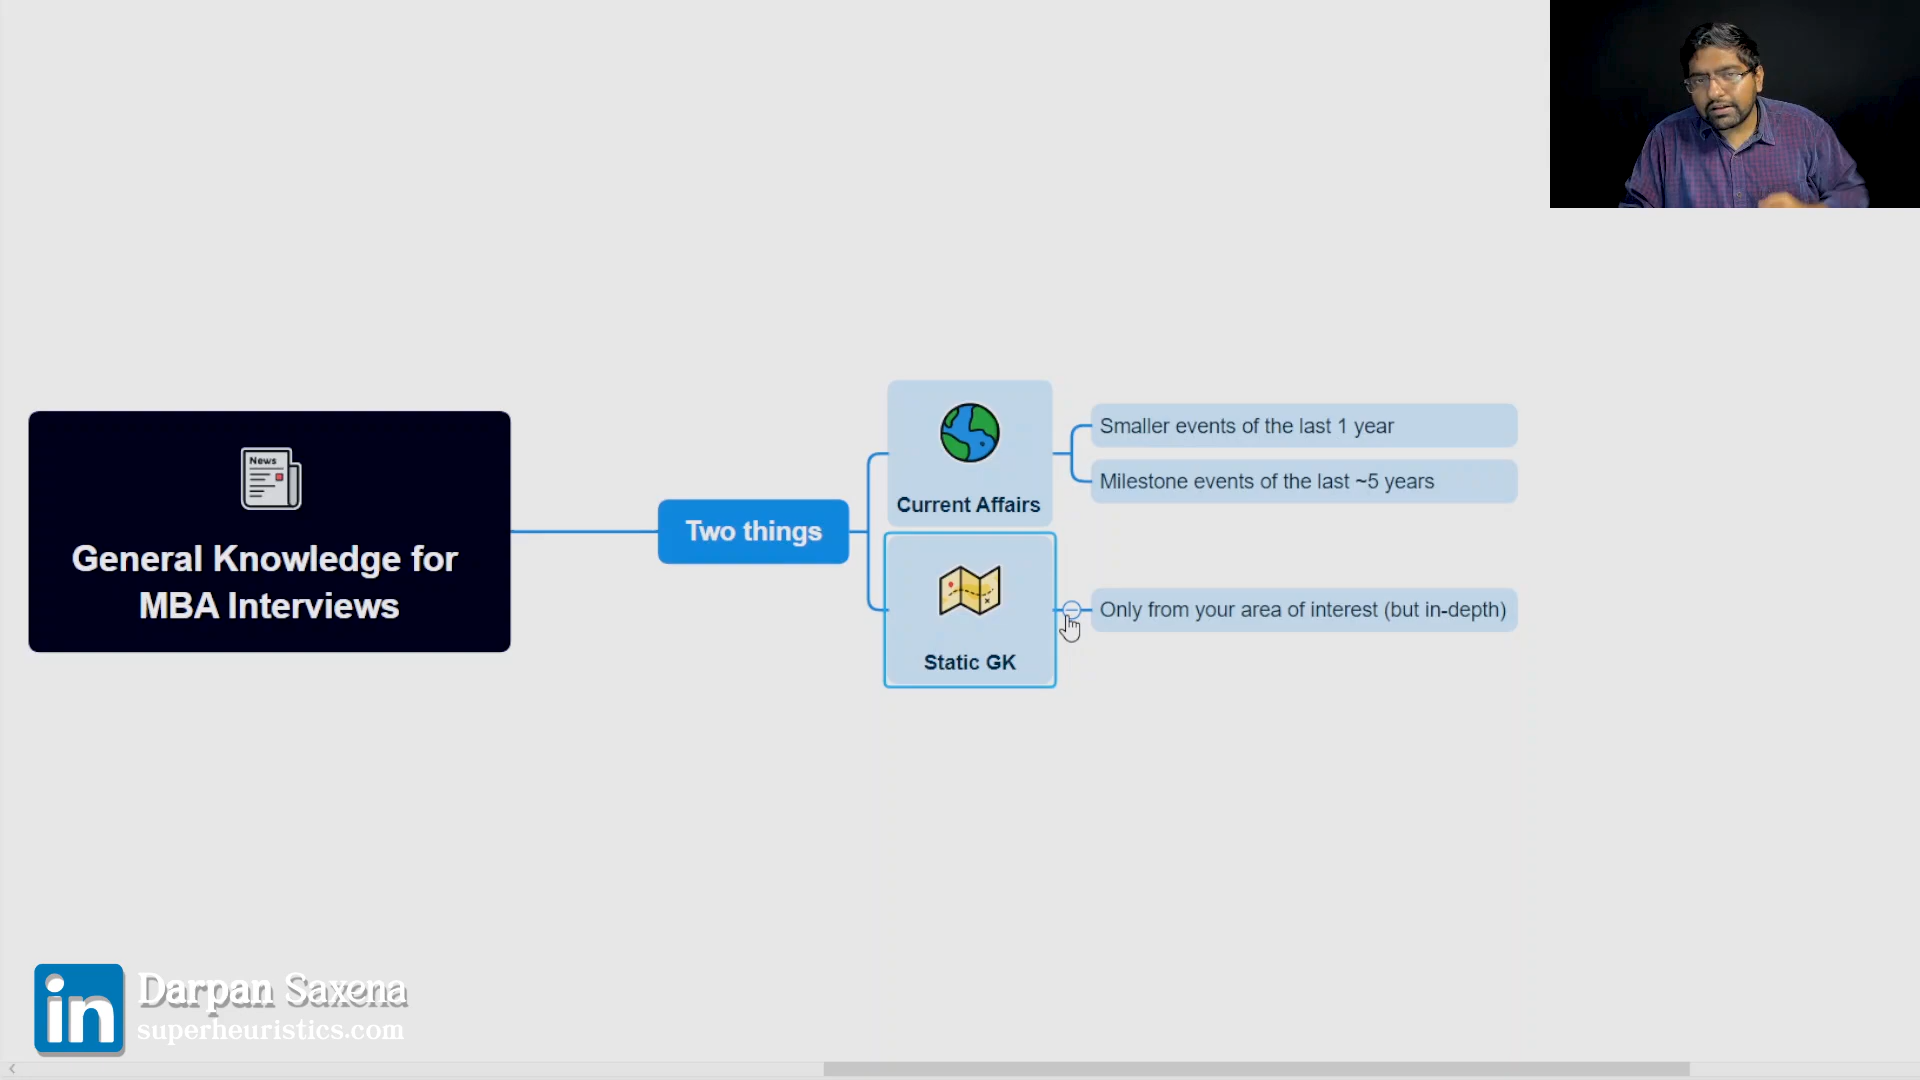 News
General Knowledge for
MBA Interviews
Two things
Current Affairs
Smaller events of the last 1 year
Milestone events of the last ~5 years
Static GK
Only from your area of interest (but in-depth)
in
Darpan Saxena
superheuristics.com